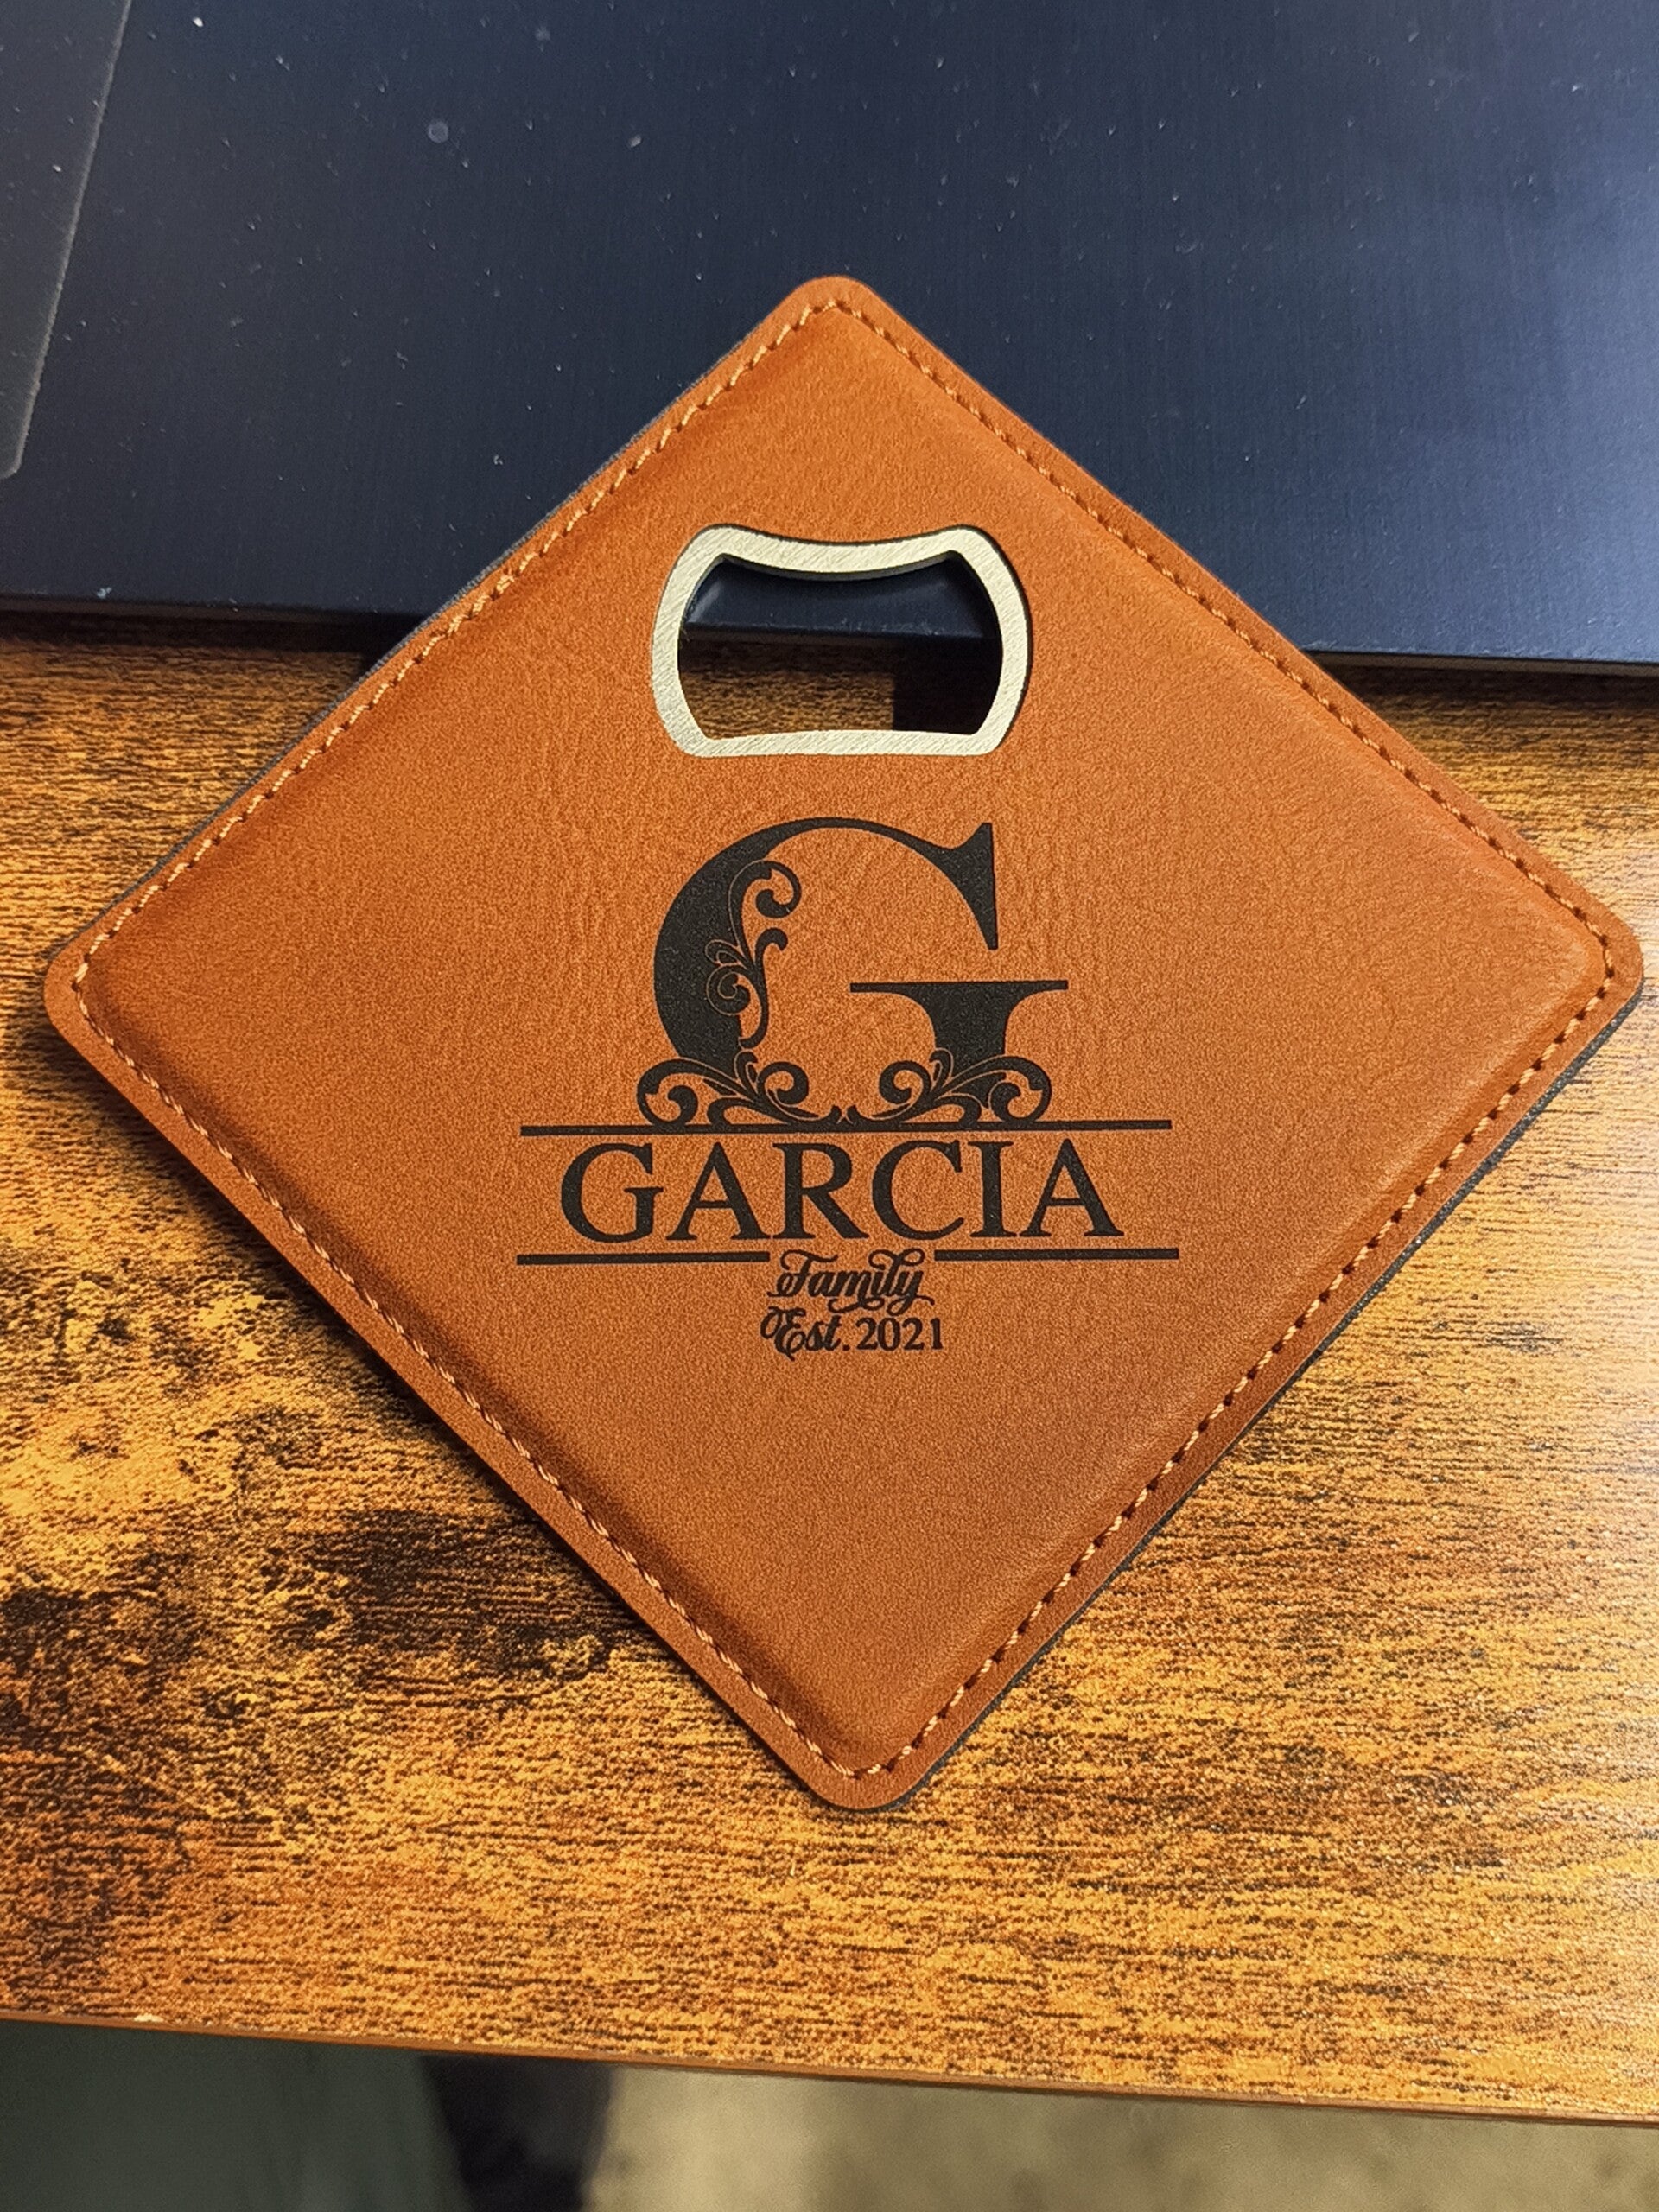 G
GARCIA
Family
Est. 2021